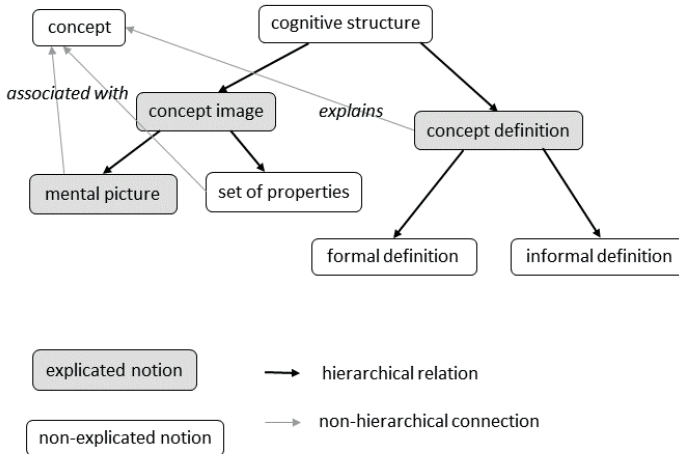 concept
cognitive structure
associated with
concept image
explains
concept definition
mental picture
set of properties
formal definition
informal definition
explicated notion
hierarchical relation
non-explicated notion
non-hierarchical connection